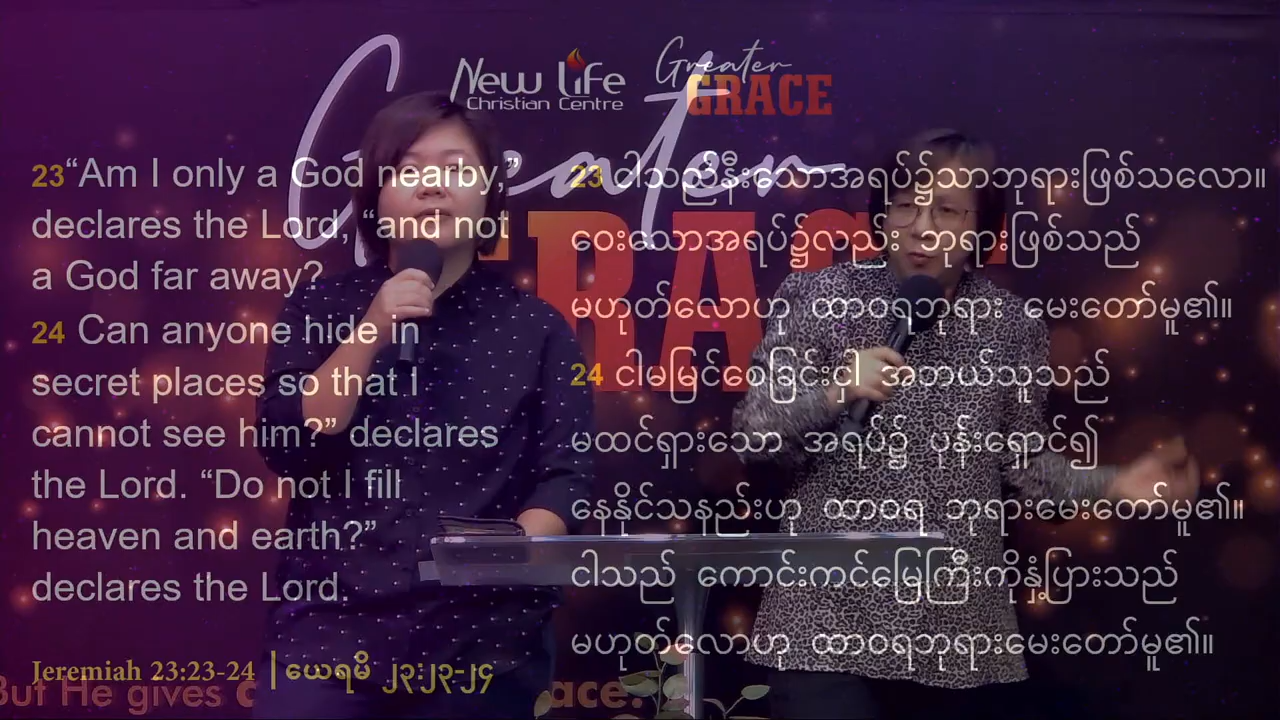 New Life
Christian Centre
Greater
GRACE
Greater
GRACE
23“Am I only a God nearby,”
declares the Lord, “and not
a God far away?
24 Can anyone hide in
secret places so that I
cannot see him?” declares
the Lord. “Do not I fill
heaven and earth?”
declares the Lord.
23 ငါသည်နီးသောအရပ်၌သာဘုရားဖြစ်သလော။
ဝေးသောအရပ်၌လည်း ဘုရားဖြစ်သည်
မဟုတ်လောဟု ထာဝရဘုရား မေးတော်မူ၏။
24 ငါမမြင်စေခြင်းငှါ အဘယ်သူသည်
မထင်ရှားသော အရပ်၌ ပုန်းရှောင်၍
နေနိုင်သနည်းဟု ထာဝရ ဘုရားမေးတော်မူ၏။
ငါသည် ကောင်းကင်မြေကြီးကိုနှံ့ပြားသည်
မဟုတ်လောဟု ထာဝရဘုရားမေးတော်မူ၏။
Jeremiah 23:23-24 | ယေရမိ ၂၃:၂၃-၂၄
But He gives
ace.